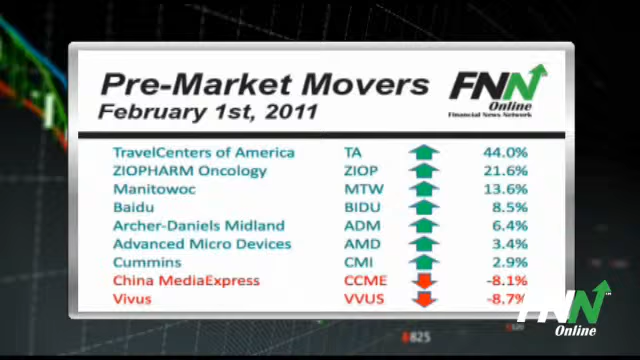 Pre-Market Movers
February 1st, 2011
FNN
Online
Financial News Network
TravelCenters of America TA 44.0%
ZIOPHARM Oncology ZIOP 21.6%
Manitowoc MTW 13.6%
Baidu BIDU 8.5%
Archer-Daniels Midland ADM 6.4%
Advanced Micro Devices AMD 3.4%
Cummins CMI 2.9%
China MediaExpress CCME -8.1%
Vivus VVUS -8.7%
FNN
Online
825